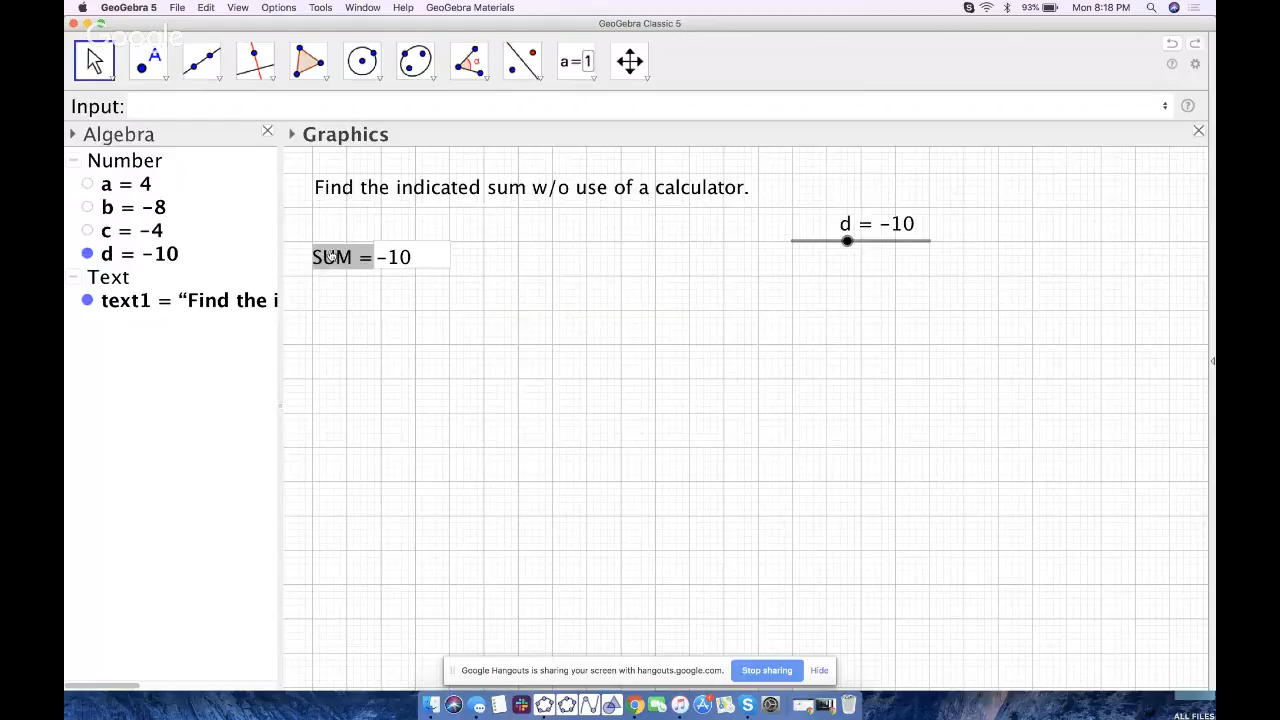 GeoGebra 5 File Edit View Options Tools Window Help GeoGebra Materials 93% Mon 8:18 PM
GeoGebra Classic 5
Google
A
α
a=1
Input:
Algebra
Graphics
Number
a = 4
b = -8
c = -4
d = -10
Text
text1 = “Find the i
Find the indicated sum w/o use of a calculator.
d = -10
SUM = -10
Google Hangouts is sharing your screen with hangouts.google.com. Stop sharing Hide
ALL FILES